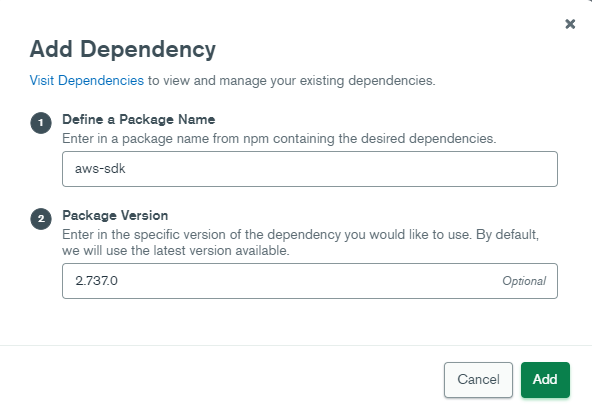 Add Dependency
Visit Dependencies to view and manage your existing dependencies.
1 Define a Package Name
Enter in a package name from npm containing the desired dependencies.
aws-sdk
2 Package Version
Enter in the specific version of the dependency you would like to use. By default,
we will use the latest version available.
2.737.0 Optional
Cancel Add